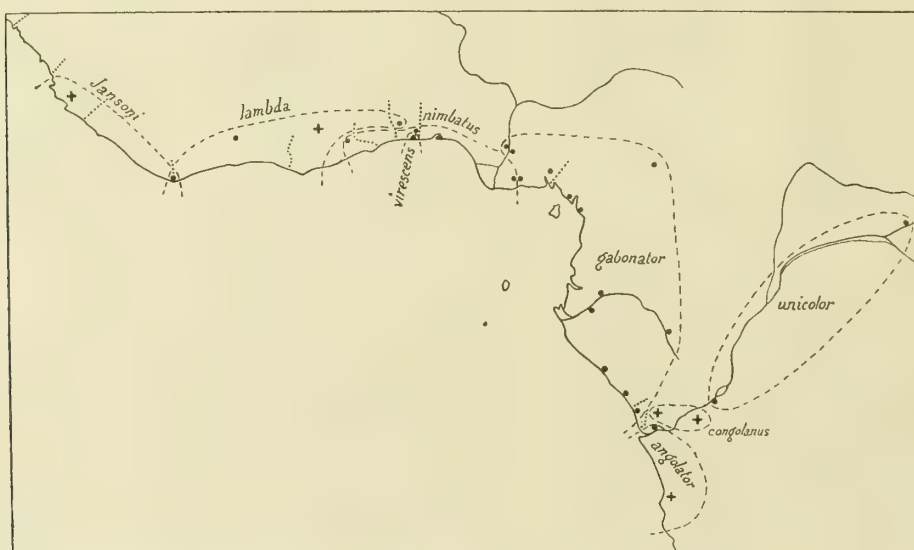 Jansoni
lambda
nimbatus
virescens
gabonator
unicolor
congolanus
angolator